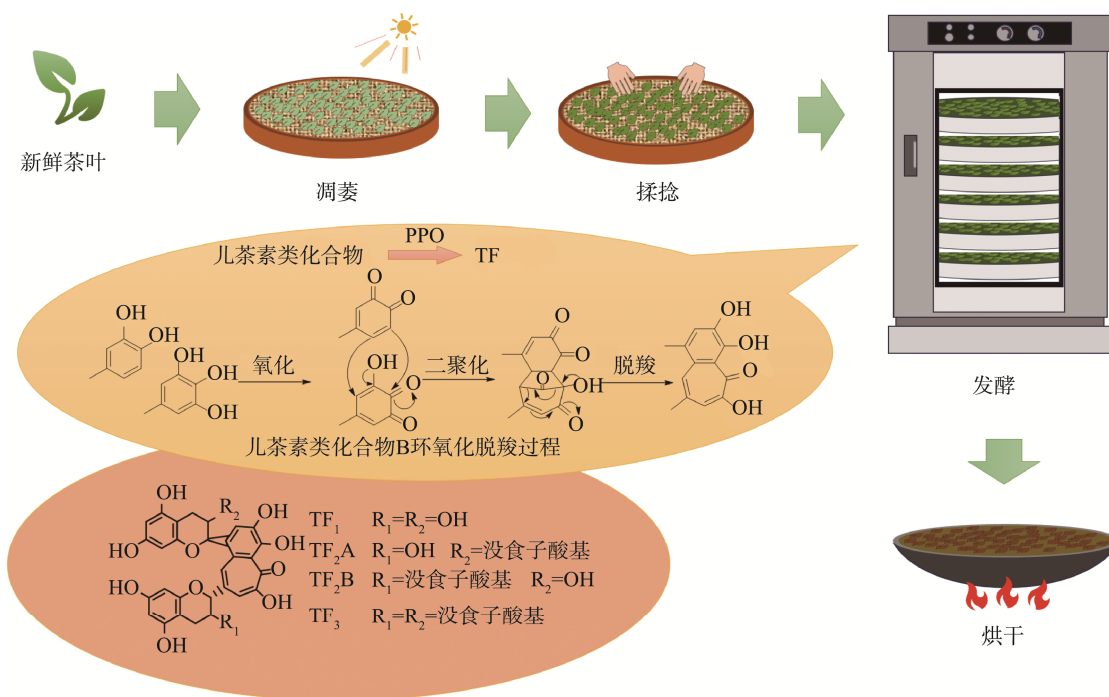 新鲜茶叶
凋萎
揉捻
发酵
烘干
儿茶素类化合物 PPO TF
OH
OH
OH
OH
OH
氧化
O
O
OH
O
O
二聚化
O
O
O
OH
O
脱羧
OH
OH
O
OH
儿茶素类化合物B环氧化脱羧过程
OH
R₂
OH
HO
O
OH
O
OH
HO
O
R₁
OH
TF₁ R₁=R₂=OH
TF₂A R₁=OH R₂=没食子酸基
TF₂B R₁=没食子酸基 R₂=OH
TF₃ R₁=R₂=没食子酸基